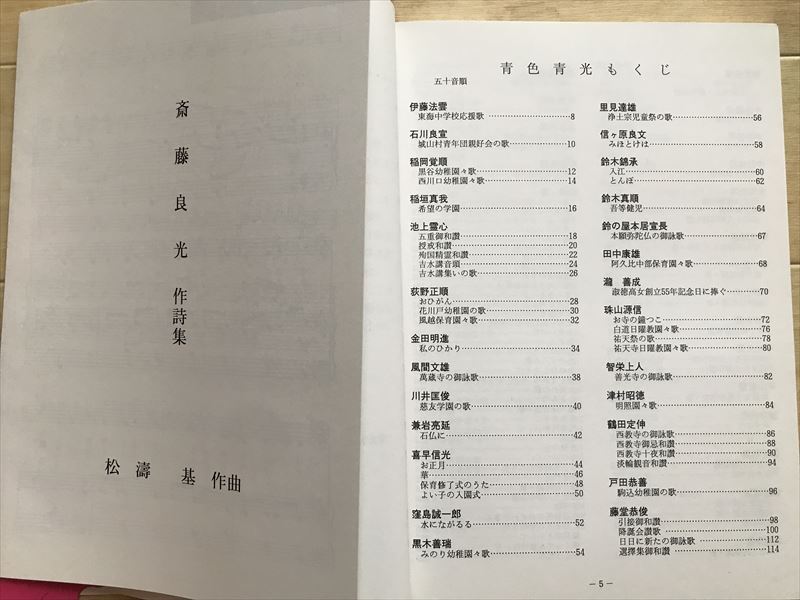 斎藤良光作詩集
松濤基作曲
青色青光もくじ
五十音順
伊藤法雲
東海中学校応援歌……8
石川良宣
城山村青年団親好会の歌……10
稲岡覚順
黒谷幼稚園々歌……12
西川口幼稚園々歌……14
稲垣真我
希望の学園……16
池上霊心
五重御和讃……18
授戒和讃……20
殉国精霊和讃……22
吉水講音頭……24
吉水講集いの歌……26
荻野正順
おひがん……28
花川戸幼稚園の歌……30
風越保育園々歌……32
金田明進
私のひかり……34
風間文雄
萬蔵寺の御詠歌……38
川井匡俊
慈友学園の歌……40
兼岩亮延
石仏に……42
喜早信光
お正月……44
華……46
保育修了式のうた……48
よい子の入園式……50
窪島誠一郎
水にながるる……52
黒木善瑞
みのり幼稚園々歌……54
里見達雄
浄土宗児童祭の歌……56
信ヶ原良文
みほとけは……58
鈴木錦承
入江……60
とんぼ……62
鈴木真順
吾等健児……64
鈴の屋本居宣長
本願弥陀仏の御詠歌……67
田中康雄
阿久比中部保育園々歌……68
瀧 善成
淑徳高女創立55年記念日に捧ぐ……70
珠山源信
お寺の鐘つこ……72
白道日曜教園々歌……76
祐天祭の歌……78
祐天寺日曜教園々歌……80
智栄上人
善光寺の御詠歌……82
津村昭徳
明照園々歌……84
鶴田定伸
西教寺の御詠歌……86
西教寺御忌和讃……88
西教寺十夜和讃……90
淡輪観音和讃……94
戸田恭善
駒込幼稚園の歌……96
藤堂恭俊
引接御和讃……98
降誕会讃歌……100
日日に新たの御詠歌……112
選擇集御和讃……114
－5－